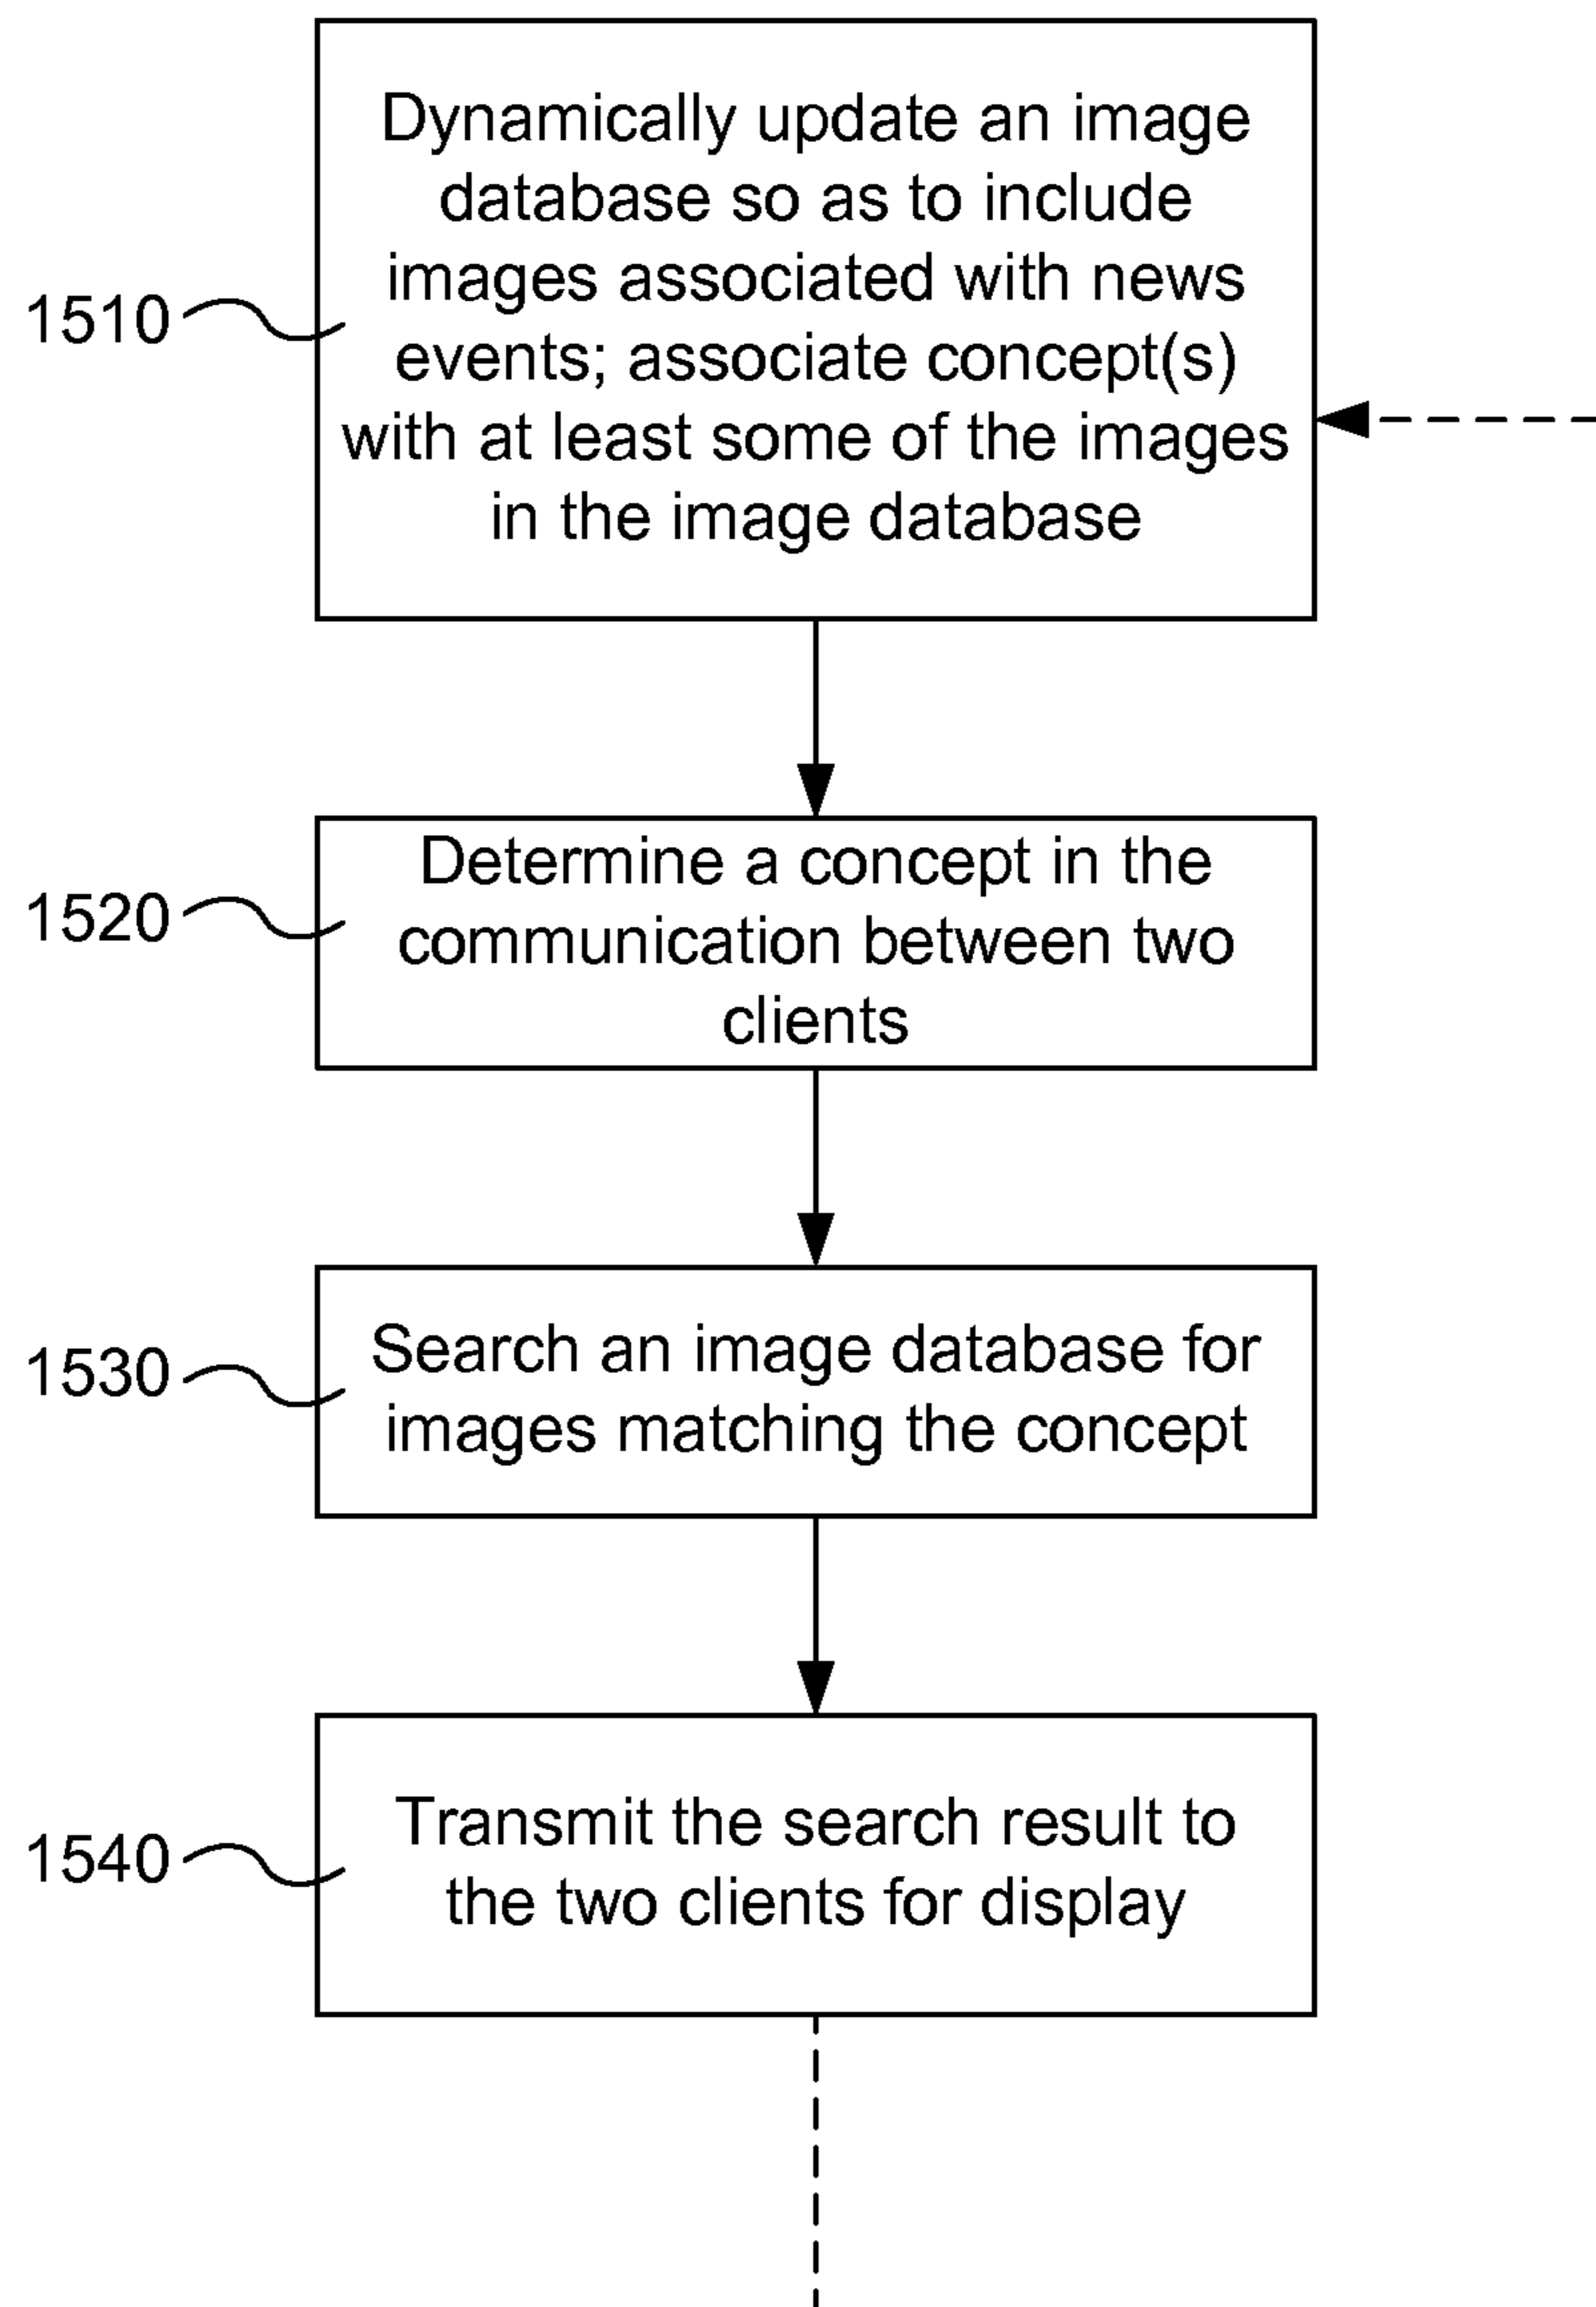 Dynamically update an image
database so as to include
images associated with news
events; associate concept(s)
with at least some of the images
in the image database
1510
Determine a concept in the
communication between two
clients
1520
Search an image database for
images matching the concept
1530
Transmit the search result to
the two clients for display
1540